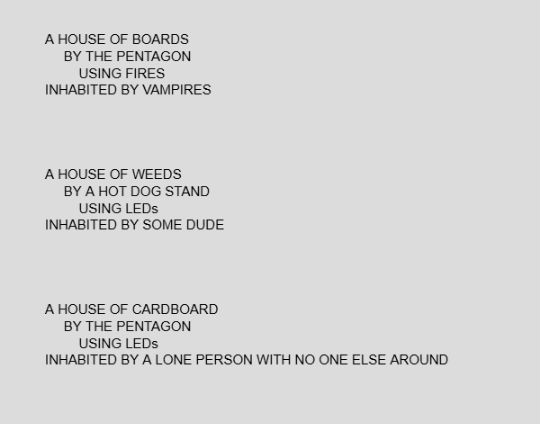 A HOUSE OF BOARDS
BY THE PENTAGON
USING FIRES
INHABITED BY VAMPIRES
A HOUSE OF WEEDS
BY A HOT DOG STAND
USING LEDs
INHABITED BY SOME DUDE
A HOUSE OF CARDBOARD
BY THE PENTAGON
USING LEDs
INHABITED BY A LONE PERSON WITH NO ONE ELSE AROUND